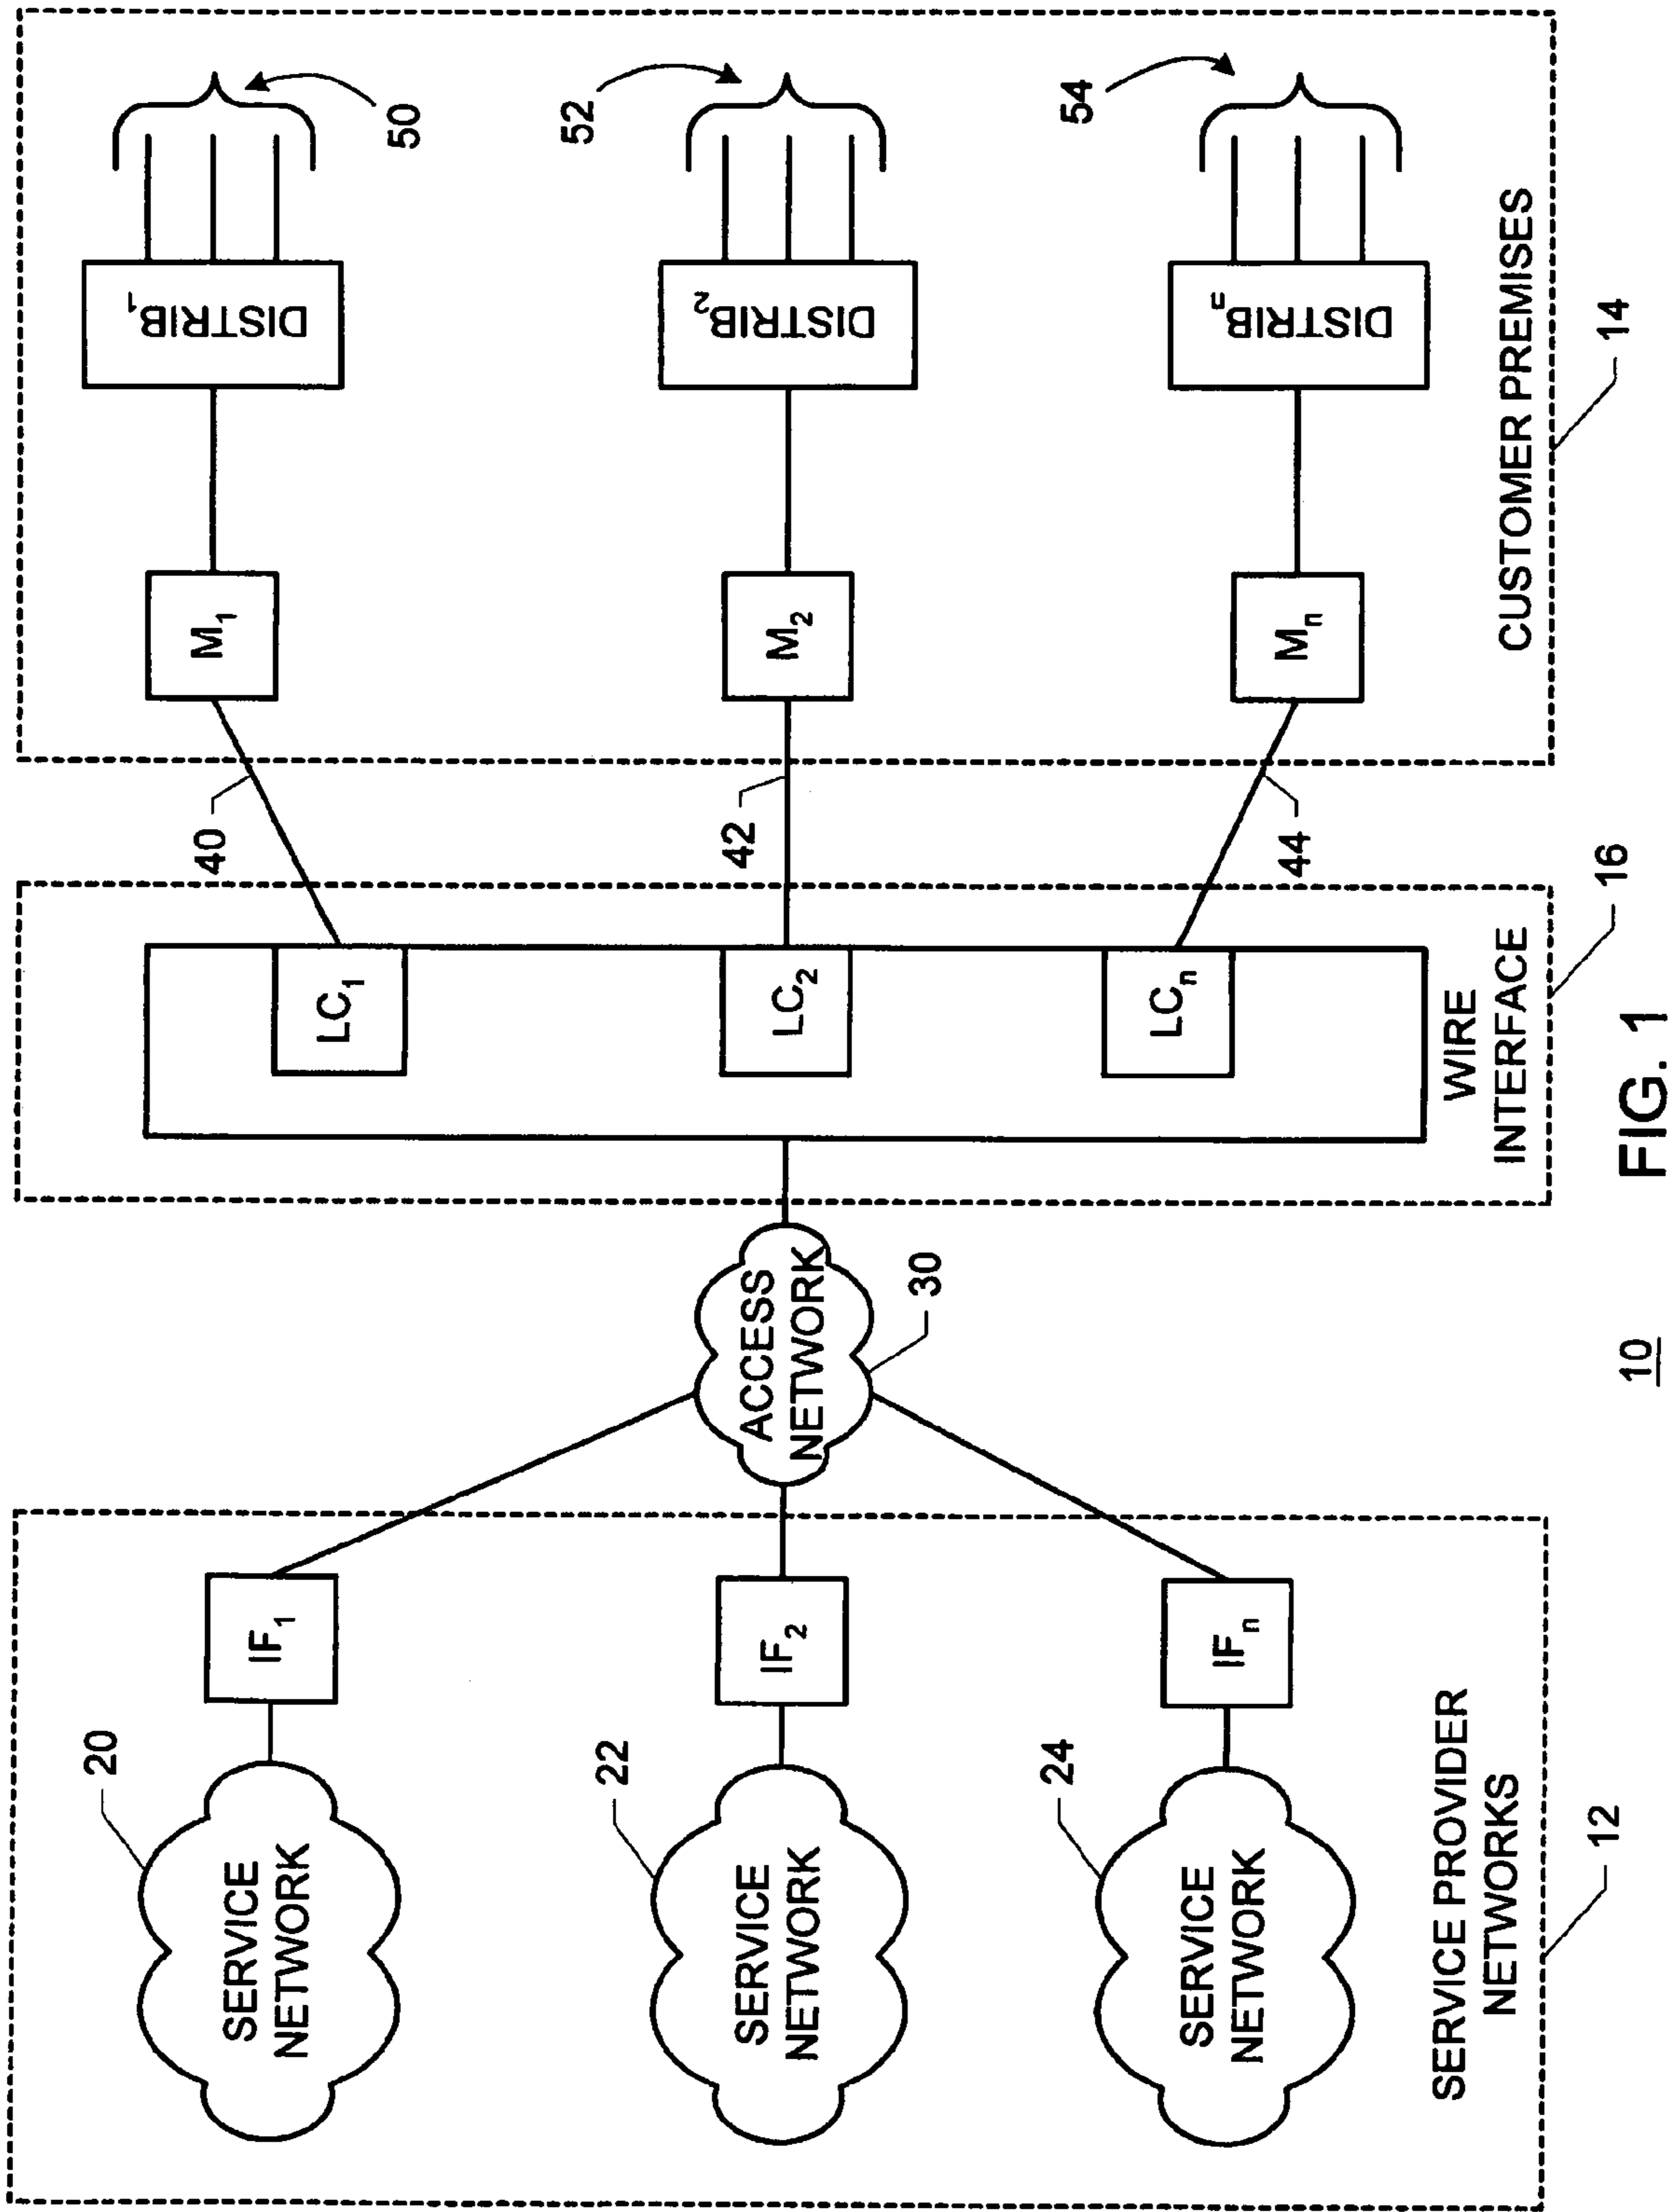 20
SERVICE
NETWORK
IF1
22
SERVICE
NETWORK
IF2
24
SERVICE
NETWORK
IFn
SERVICE PROVIDER
NETWORKS
12
ACCESS
NETWORK
30
LC1
LC2
LCn
WIRE
INTERFACE
16
40
42
44
M1
DISTRIB1
50
M2
DISTRIB2
52
Mn
DISTRIBn
54
CUSTOMER PREMISES
14
10
FIG. 1